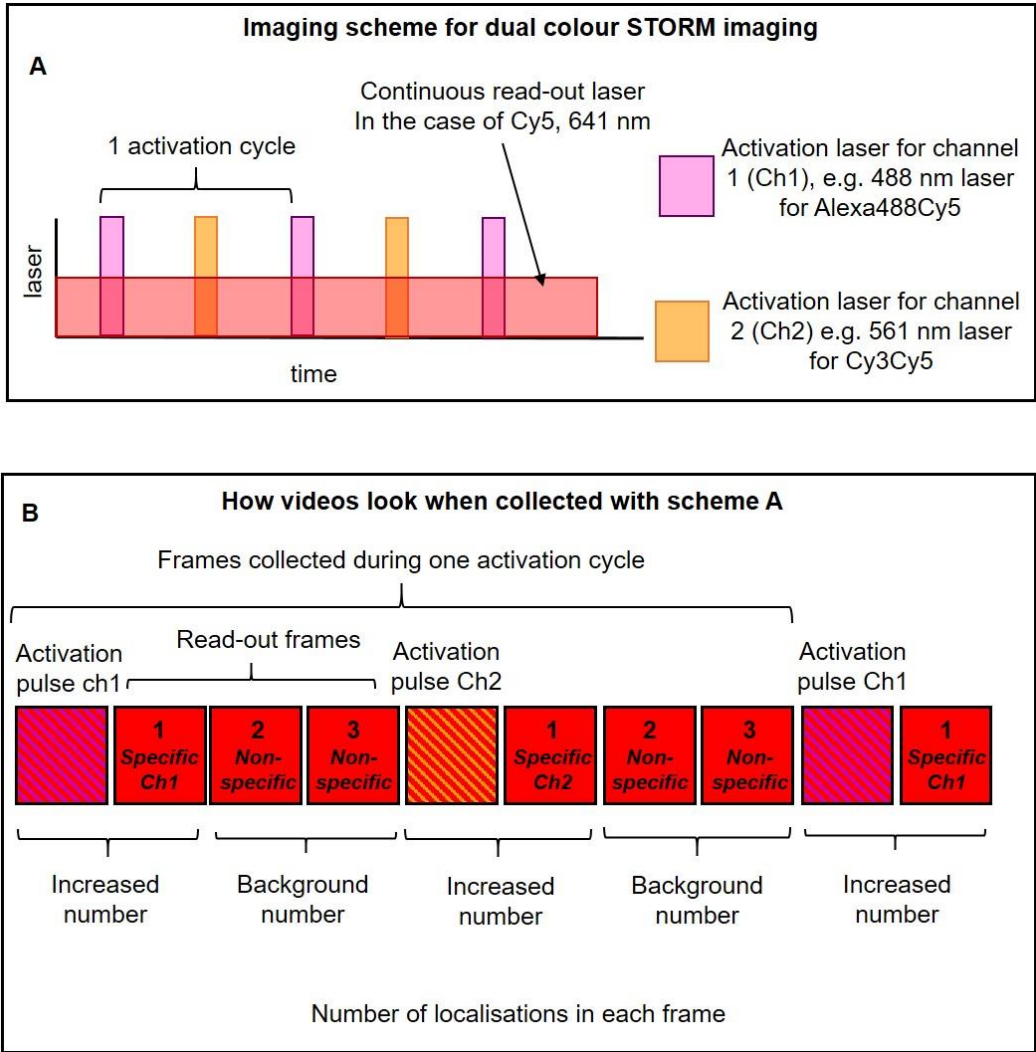 Imaging scheme for dual colour STORM imaging
A
Continuous read-out laser
In the case of Cy5, 641 nm
1 activation cycle
laser
time
Activation laser for channel
1 (Ch1), e.g. 488 nm laser
for Alexa488Cy5
Activation laser for channel
2 (Ch2) e.g. 561 nm laser
for Cy3Cy5
B
How videos look when collected with scheme A
Frames collected during one activation cycle
Activation
pulse ch1
Read-out frames
Activation
pulse Ch2
Activation
pulse Ch1
1
Specific
Ch1
2
Non-
specific
3
Non-
specific
1
Specific
Ch2
2
Non-
specific
3
Non-
specific
1
Specific
Ch1
Increased
number
Background
number
Increased
number
Background
number
Increased
number
Number of localisations in each frame